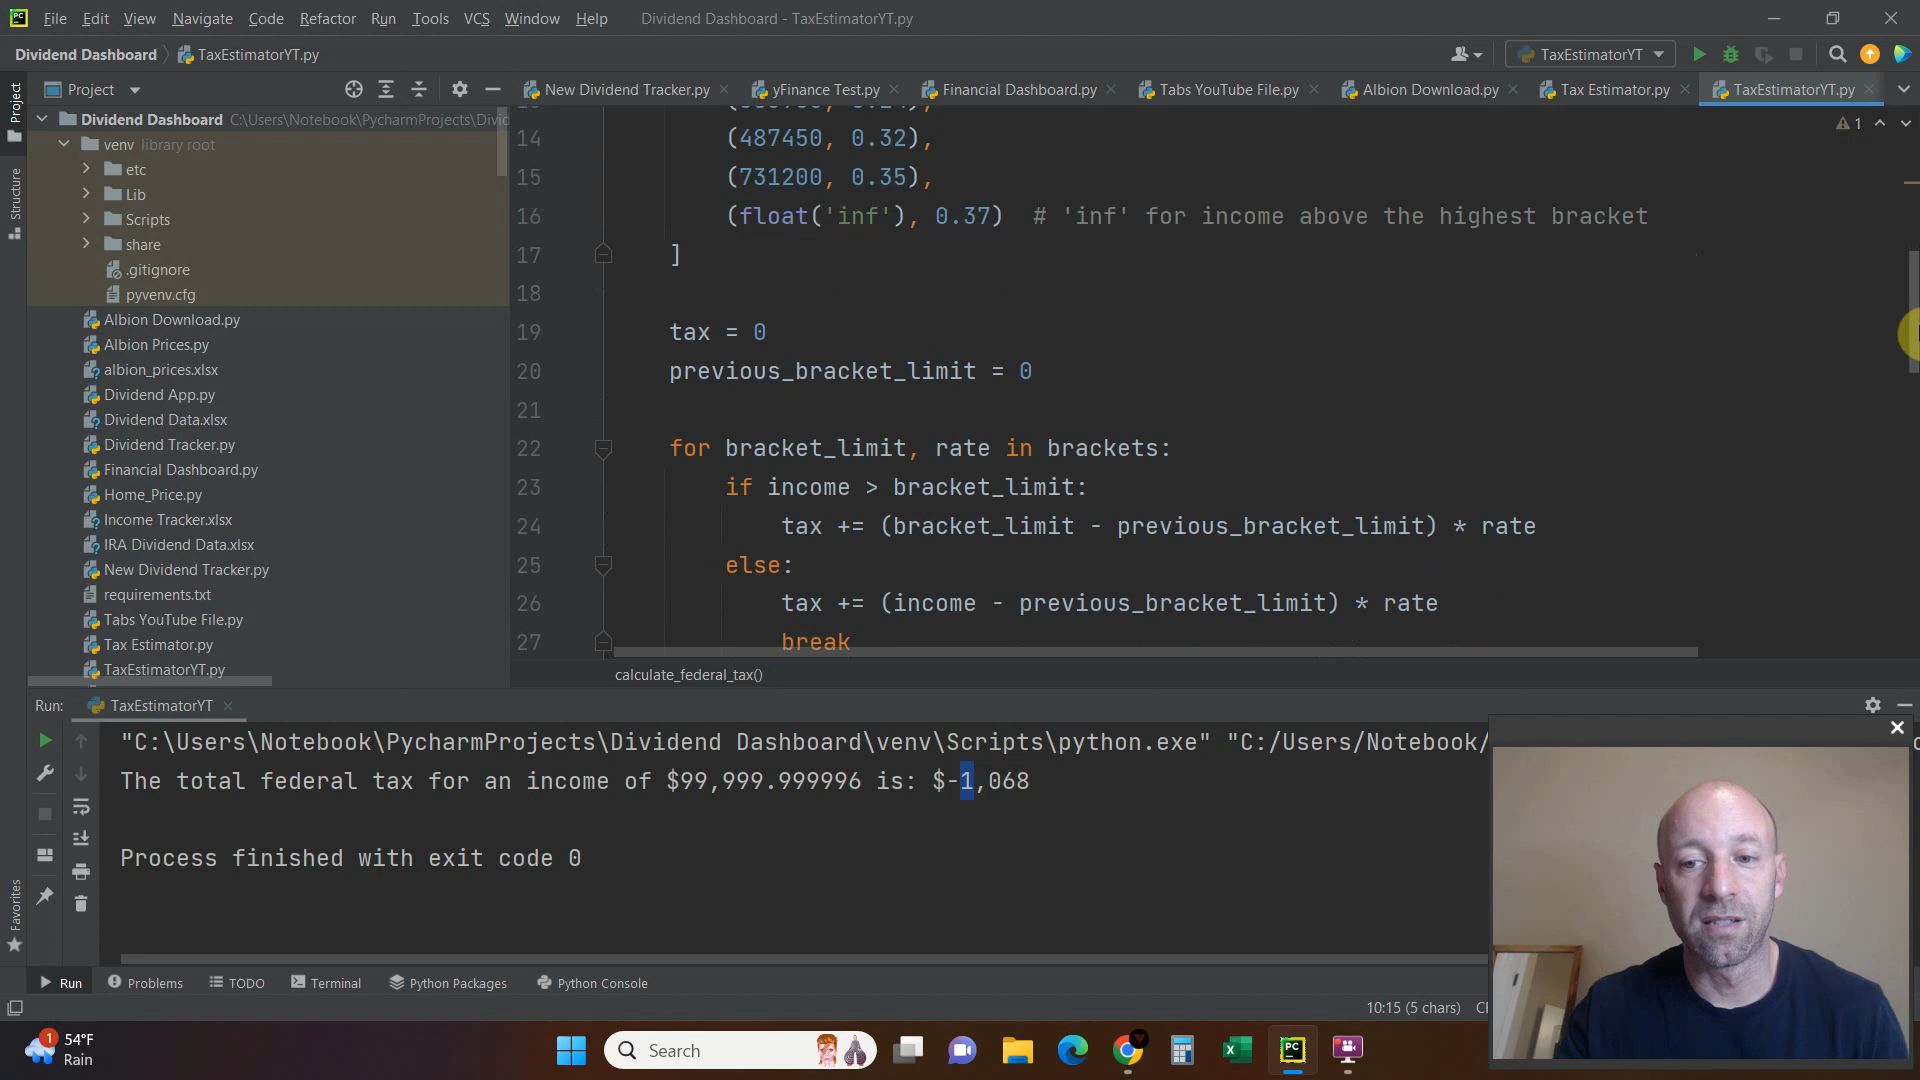 File Edit View Navigate Code Refactor Run Tools VCS Window Help Dividend Dashboard - TaxEstimatorYT.py
Dividend Dashboard TaxEstimatorYT.py TaxEstimatorYT
Project
Project
New Dividend Tracker.py yFinance Test.py Financial Dashboard.py Tabs YouTube File.py Albion Download.py Tax Estimator.py TaxEstimatorYT.py
Structure
Favorites
Dividend Dashboard C:\Users\Notebook\PycharmProjects\Divid
venv library root
etc
Lib
Scripts
share
.gitignore
pyvenv.cfg
Albion Download.py
Albion Prices.py
albion_prices.xlsx
Dividend App.py
Dividend Data.xlsx
Dividend Tracker.py
Financial Dashboard.py
Home_Price.py
Income Tracker.xlsx
IRA Dividend Data.xlsx
New Dividend Tracker.py
requirements.txt
Tabs YouTube File.py
Tax Estimator.py
TaxEstimatorYT.py
1
14 (487450, 0.32),
15 (731200, 0.35),
16 (float('inf'), 0.37) # 'inf' for income above the highest bracket
17 ]
18
19 tax = 0
20 previous_bracket_limit = 0
21
22 for bracket_limit, rate in brackets:
23 if income > bracket_limit:
24 tax += (bracket_limit - previous_bracket_limit) * rate
25 else:
26 tax += (income - previous_bracket_limit) * rate
27 break
calculate_federal_tax()
Run: TaxEstimatorYT
"C:\Users\Notebook\PycharmProjects\Dividend Dashboard\venv\Scripts\python.exe" "C:/Users/Notebook/
The total federal tax for an income of $99,999.999996 is: $-1,068
Process finished with exit code 0
Run Problems TODO Terminal Python Packages Python Console
10:15 (5 chars)
1 54°F
Rain
Search
PC